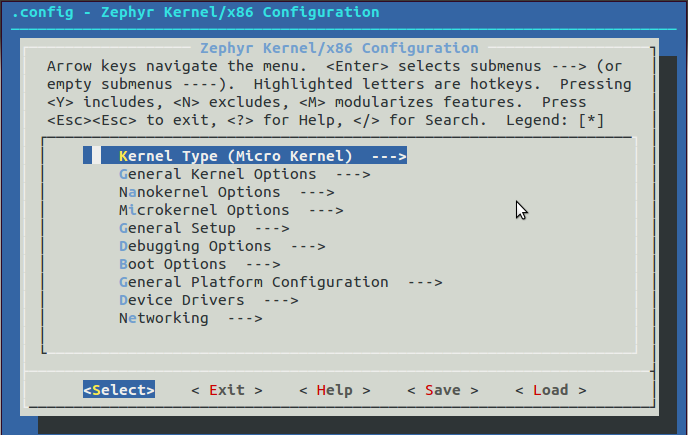 .config - Zephyr Kernel/x86 Configuration
Zephyr Kernel/x86 Configuration
Arrow keys navigate the menu.  <Enter> selects submenus ---> (or
empty submenus ----).  Highlighted letters are hotkeys.  Pressing
<Y> includes, <N> excludes, <M> modularizes features.  Press
<Esc><Esc> to exit, <?> for Help, </> for Search.  Legend: [*]
Kernel Type (Micro Kernel)  --->
General Kernel Options  --->
Nanokernel Options  --->
Microkernel Options  --->
General Setup  --->
Debugging Options  --->
Boot Options  --->
General Platform Configuration  --->
Device Drivers  --->
Networking  --->
<Select>    < Exit >    < Help >    < Save >    < Load >